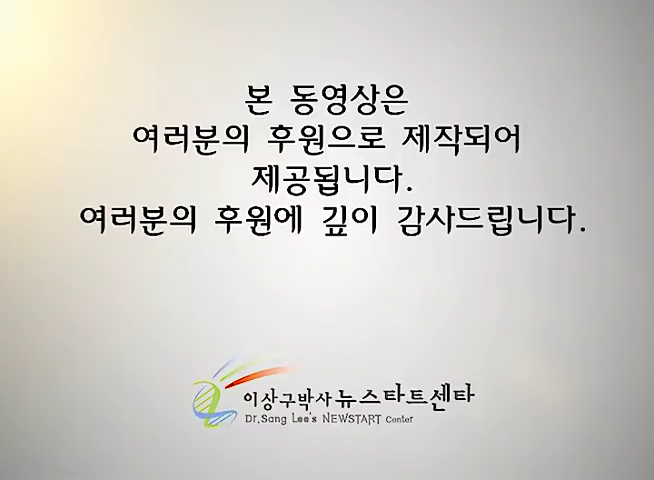 본 동영상은
여러분의 후원으로 제작되어
제공됩니다.
여러분의 후원에 깊이 감사드립니다.
이상구박사 뉴스타트센타
Dr.Sang Lee's NEWSTART Center